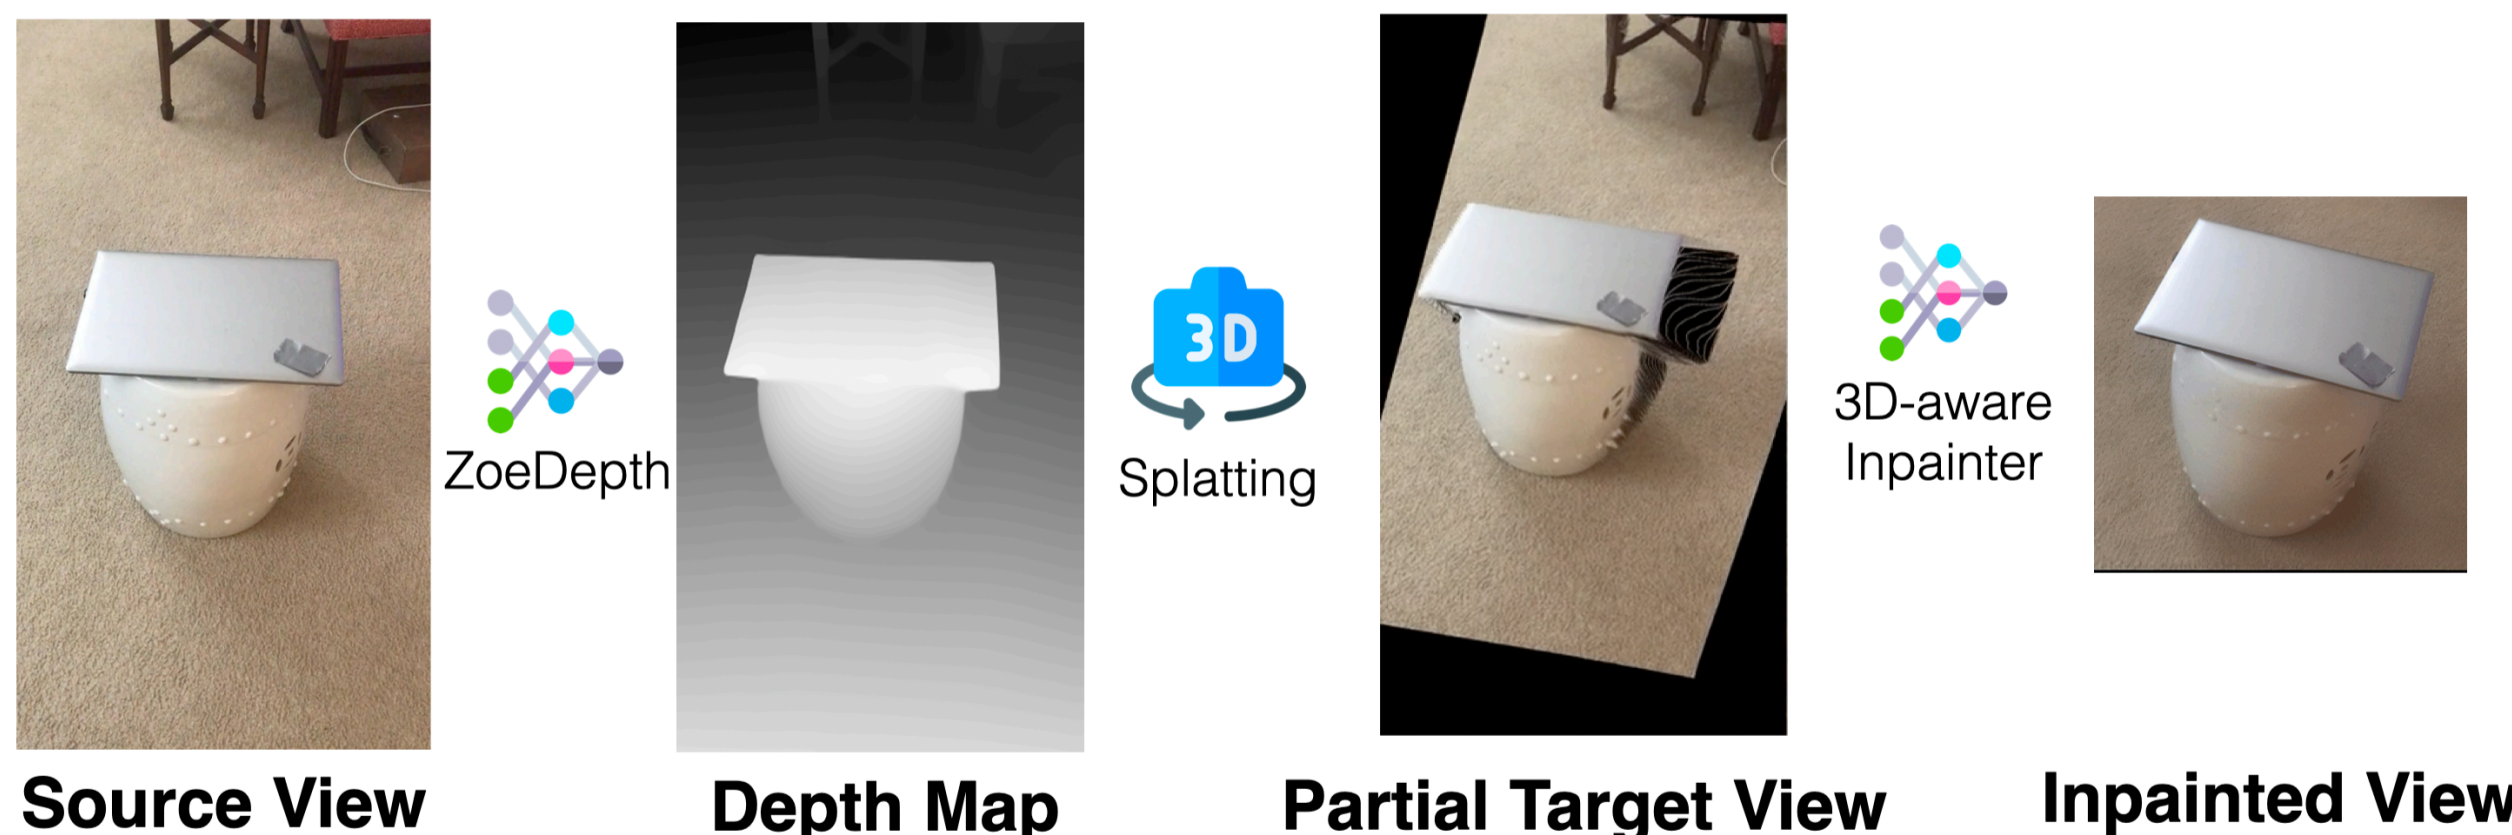 ZoeDepth
3D
Splatting
3D-aware
Inpainter
Source View
Depth Map
Partial Target View
Inpainted View